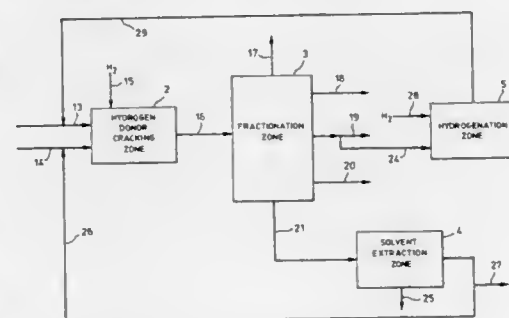 29
17
3
H2
15
2
18
5
13
HYDROGEN
DONOR
CRACKING
ZONE
16
FRACTIONATION
ZONE
19
H2
28
HYDROGENATION
ZONE
14
24
20
26
21
SOLVENT
EXTRACTION
ZONE
4
27
25